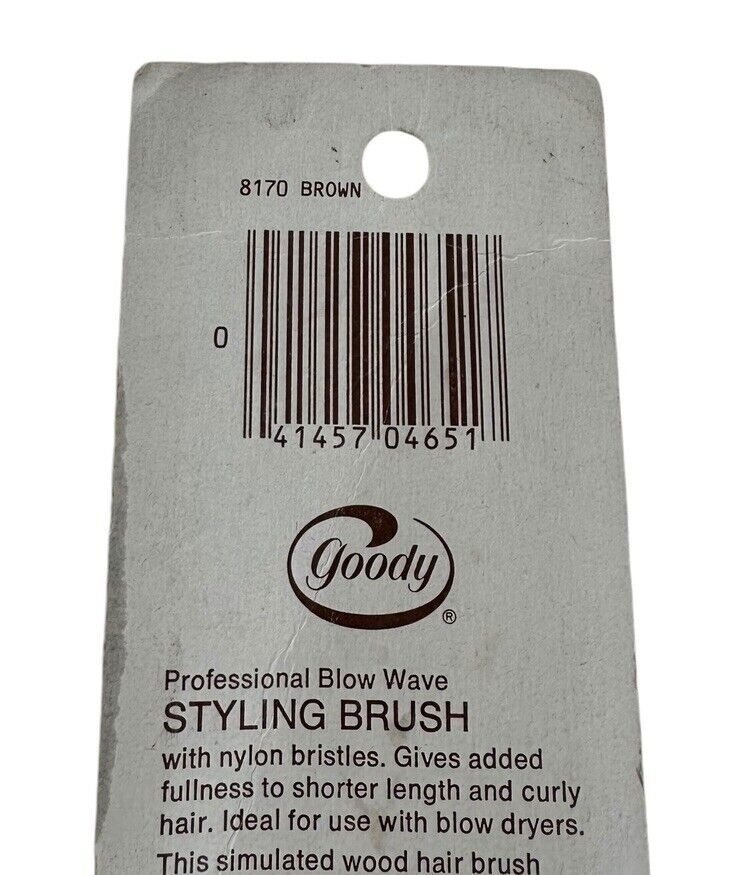 8170 BROWN
0
41457 04651
goody®
Professional Blow Wave
STYLING BRUSH
with nylon bristles. Gives added
fullness to shorter length and curly
hair. Ideal for use with blow dryers.
This simulated wood hair brush